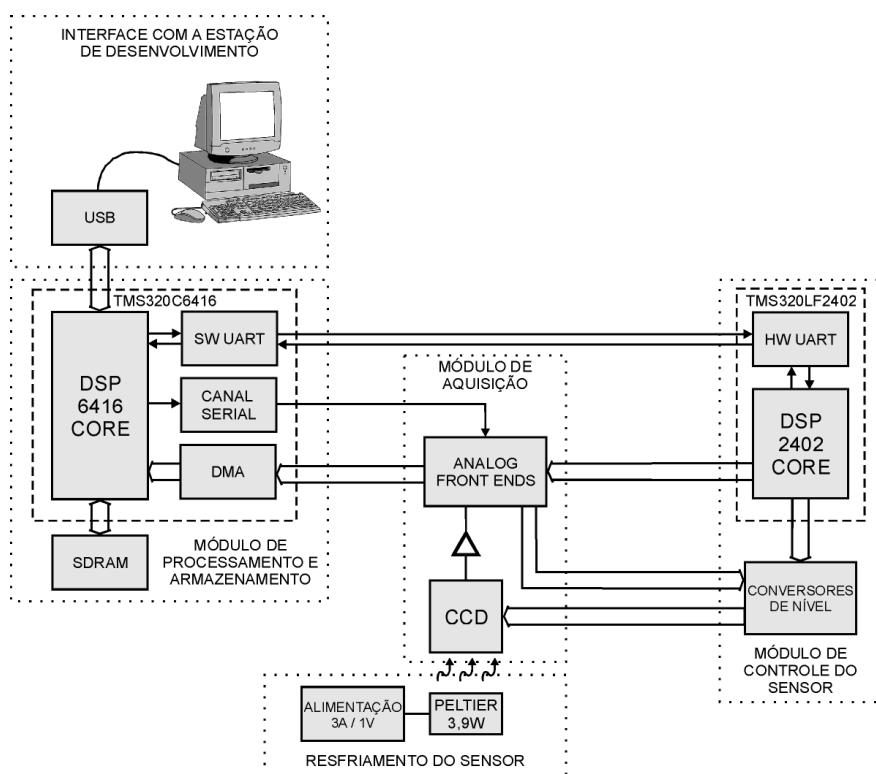 INTERFACE COM A ESTAÇÃO
DE DESENVOLVIMENTO
USB
TMS320C6416
DSP
6416
CORE
SW UART
CANAL
SERIAL
DMA
SDRAM
MÓDULO DE
PROCESSAMENTO E
ARMAZENAMENTO
MÓDULO DE
AQUISIÇÃO
ANALOG
FRONT ENDS
CCD
TMS320LF2402
HW UART
DSP
2402
CORE
CONVERSORES
DE NÍVEL
MÓDULO DE
CONTROLE DO
SENSOR
ALIMENTAÇÃO
3A / 1V
PELTIER
3,9W
RESFRIAMENTO DO SENSOR